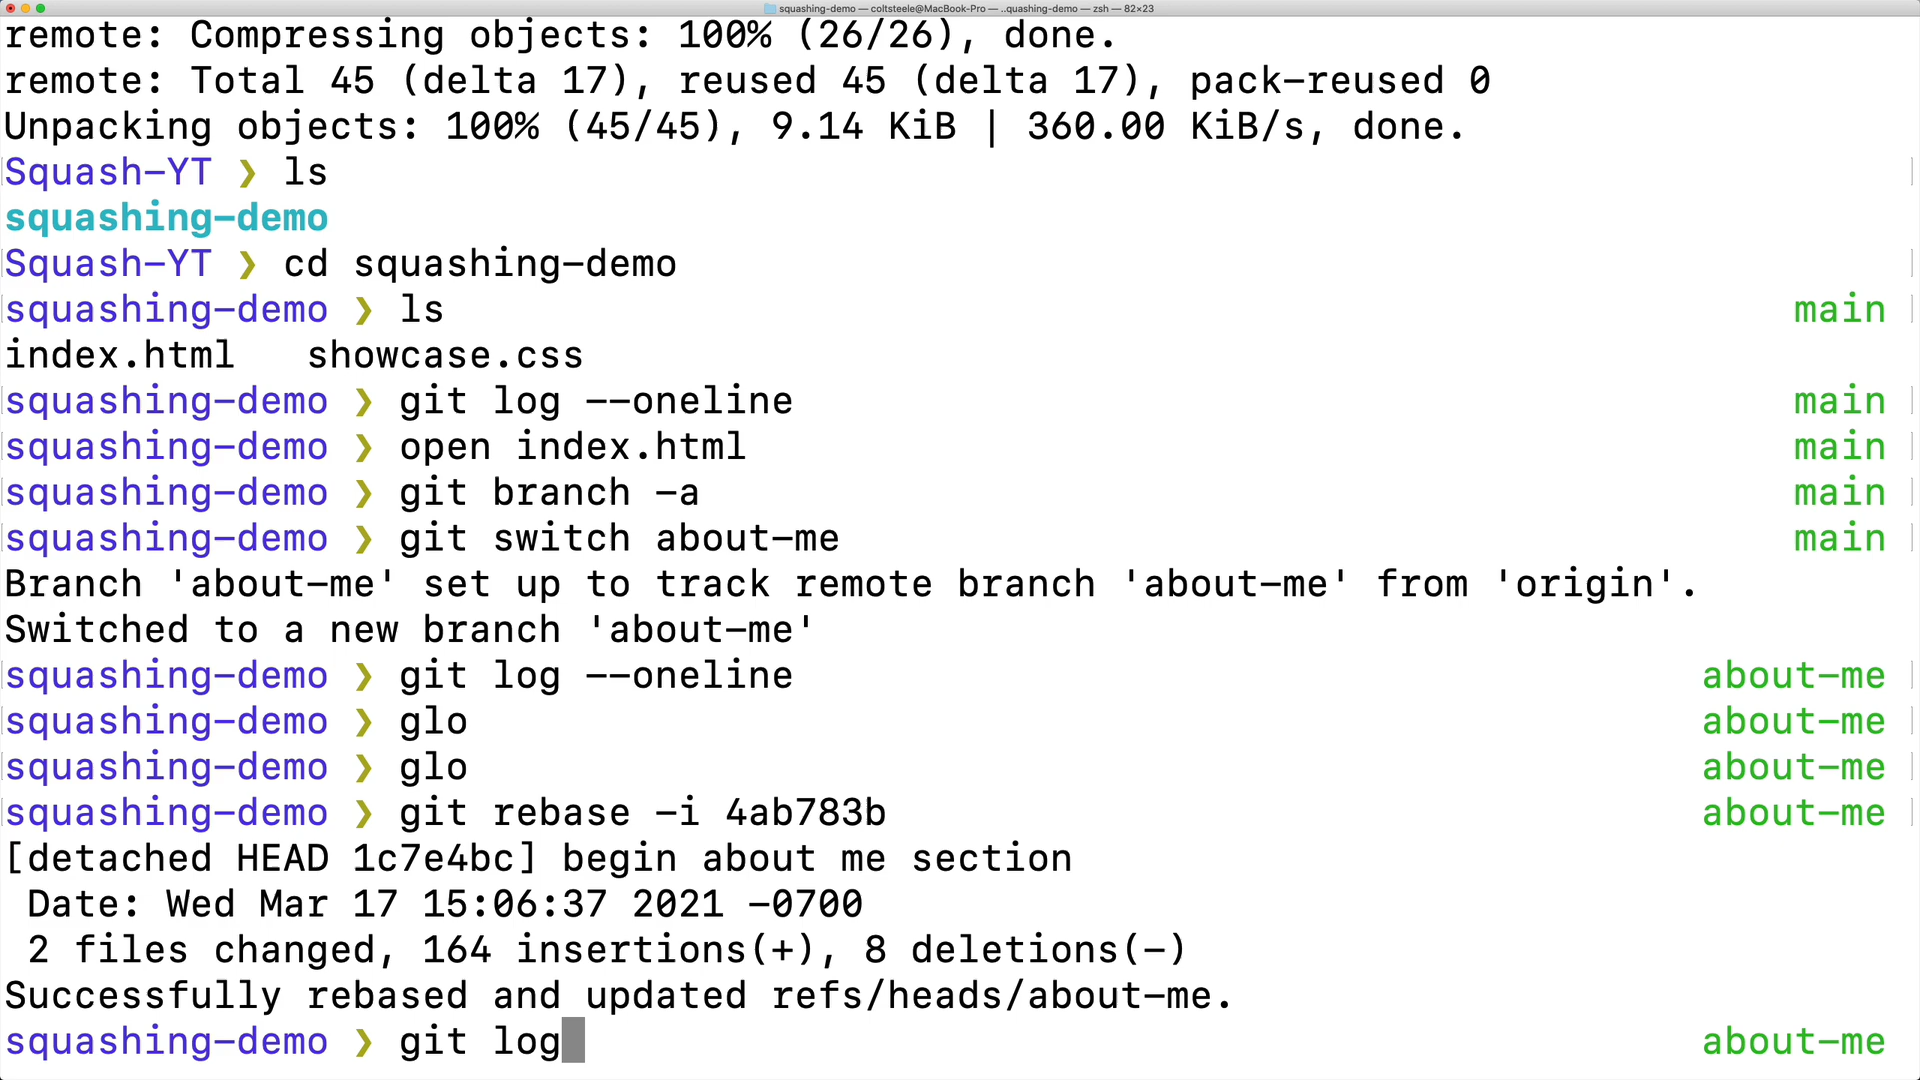 squashing-demo — coltsteele@MacBook-Pro — ..quashing-demo — zsh — 82×23
remote: Compressing objects: 100% (26/26), done.
remote: Total 45 (delta 17), reused 45 (delta 17), pack-reused 0
Unpacking objects: 100% (45/45), 9.14 KiB | 360.00 KiB/s, done.
Squash-YT ❯ ls
squashing-demo
Squash-YT ❯ cd squashing-demo
squashing-demo ❯ ls main
index.html showcase.css
squashing-demo ❯ git log --oneline main
squashing-demo ❯ open index.html main
squashing-demo ❯ git branch -a main
squashing-demo ❯ git switch about-me main
Branch 'about-me' set up to track remote branch 'about-me' from 'origin'.
Switched to a new branch 'about-me'
squashing-demo ❯ git log --oneline about-me
squashing-demo ❯ glo about-me
squashing-demo ❯ glo about-me
squashing-demo ❯ git rebase -i 4ab783b about-me
[detached HEAD 1c7e4bc] begin about me section
Date: Wed Mar 17 15:06:37 2021 -0700
2 files changed, 164 insertions(+), 8 deletions(-)
Successfully rebased and updated refs/heads/about-me.
squashing-demo ❯ git log about-me